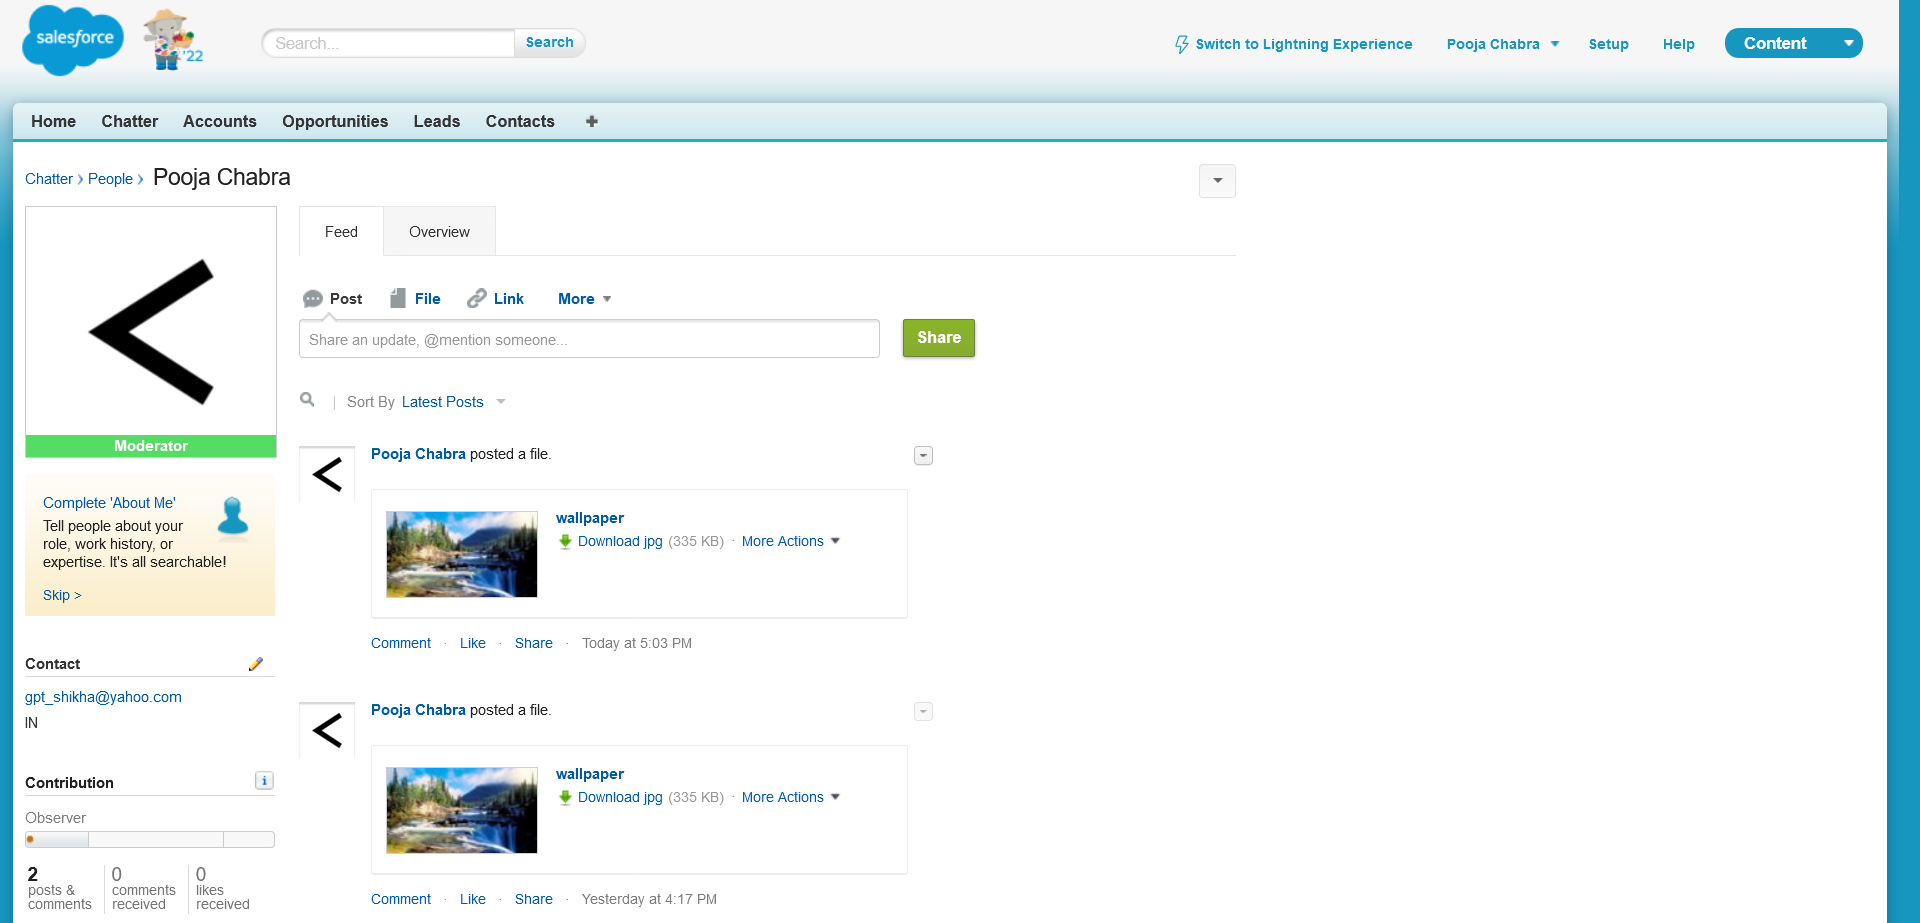 salesforce
'22
Search...
Search
Switch to Lightning Experience
Pooja Chabra
Setup
Help
Content
Home
Chatter
Accounts
Opportunities
Leads
Contacts
Chatter › People › Pooja Chabra
Moderator
Complete 'About Me'
Tell people about your
role, work history, or
expertise. It's all searchable!
Skip >
Contact
gpt_shikha@yahoo.com
IN
Contribution
i
Observer
2
posts &
comments
0
comments
received
0
likes
received
Feed
Overview
Post
File
Link
More
Share an update, @mention someone...
Share
| Sort By Latest Posts
Pooja Chabra posted a file.
wallpaper
Download jpg (335 KB) · More Actions
Comment · Like · Share · Today at 5:03 PM
Pooja Chabra posted a file.
wallpaper
Download jpg (335 KB) · More Actions
Comment · Like · Share · Yesterday at 4:17 PM